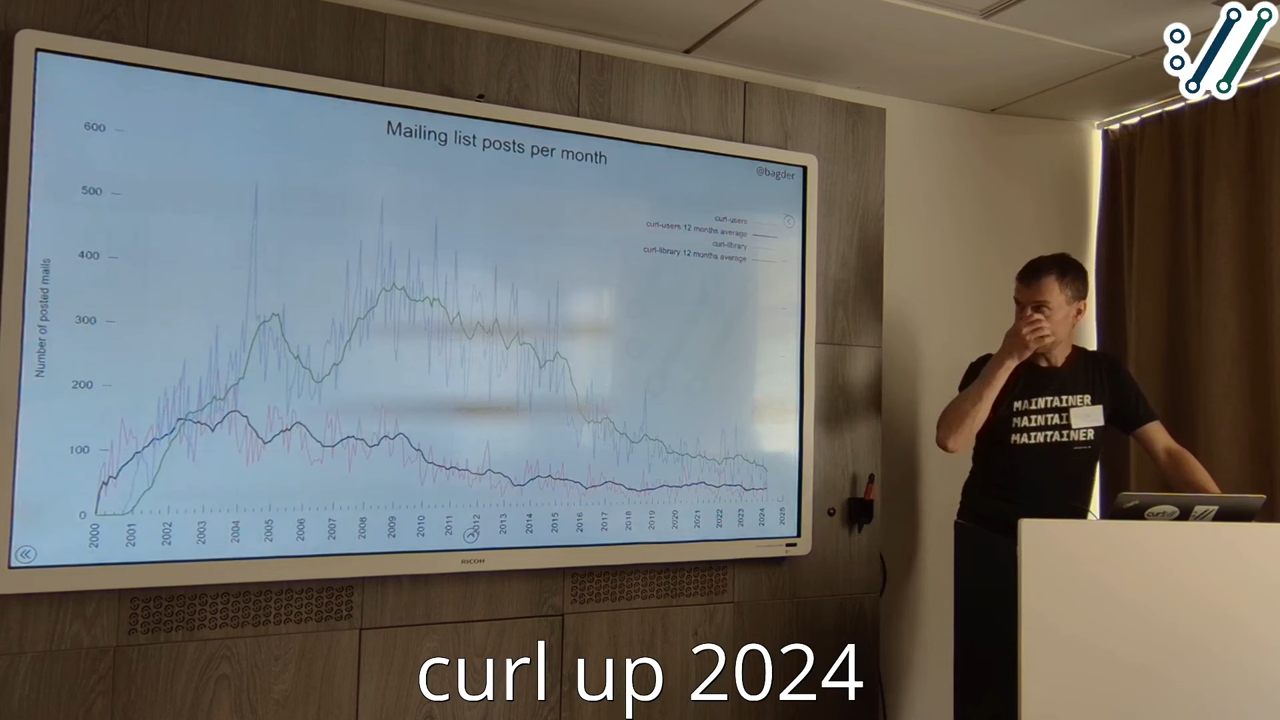 Mailing list posts per month
@bagder
curl-users
curl-users 12 months average
curl-library
curl-library 12 months average
Number of posted mails
600
500
400
300
200
100
0
2000 2001 2002 2003 2004 2005 2006 2007 2008 2009 2010 2011 2012 2013 2014 2015 2016 2017 2018 2019 2020 2021 2022 2023 2024 2025
RICOH
MAINTAINER
MAINTAI
MAINTAINER
curl
curl up 2024